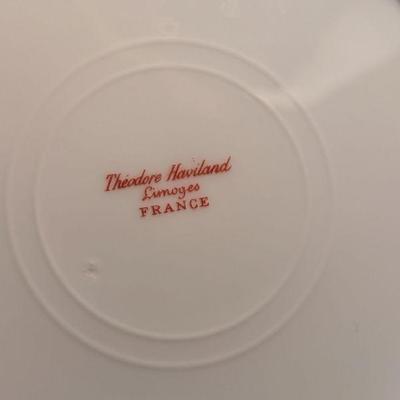 Théodore Haviland
Limoges
FRANCE